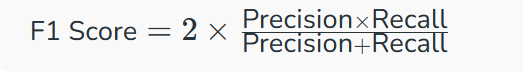 F1 Score = 2 × Precision×Recall / Precision+Recall